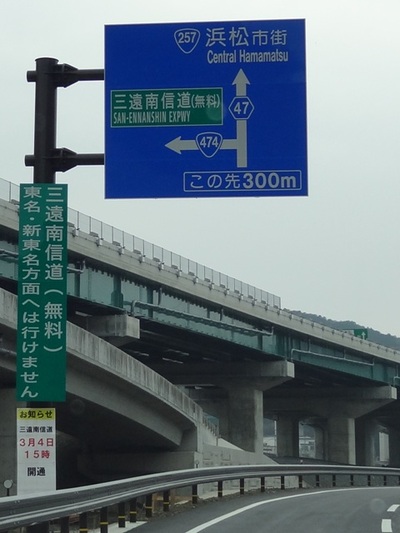 257 浜松市街
Central Hamamatsu
三遠南信道(無料)
SAN-ENNANSHIN EXPWY
47
474
この先300m
三遠南信道(無料)
東名・新東名方面へは行けません
お知らせ
三遠南信道
3月4日
15時
開通